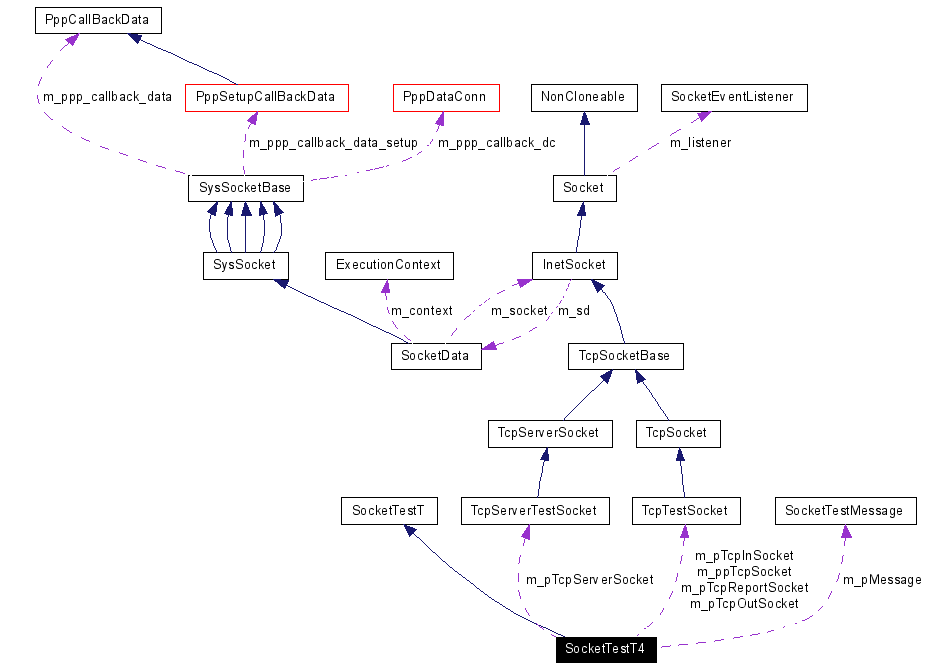 PppCallBackData
PppSetupCallBackData
PppDataConn
NonCloneable
SocketEventListener
m_ppp_callback_data
m_ppp_callback_data_setup
m_ppp_callback_dc
m_listener
SysSocketBase
Socket
SysSocket
ExecutionContext
InetSocket
m_context
m_socket
m_sd
SocketData
TcpSocketBase
TcpServerSocket
TcpSocket
SocketTestT
TcpServerTestSocket
TcpTestSocket
SocketTestMessage
m_pTcpServerSocket
m_pTcpInSocket
m_ppTcpSocket
m_pTcpReportSocket
m_pTcpOutSocket
m_pMessage
SocketTestT4